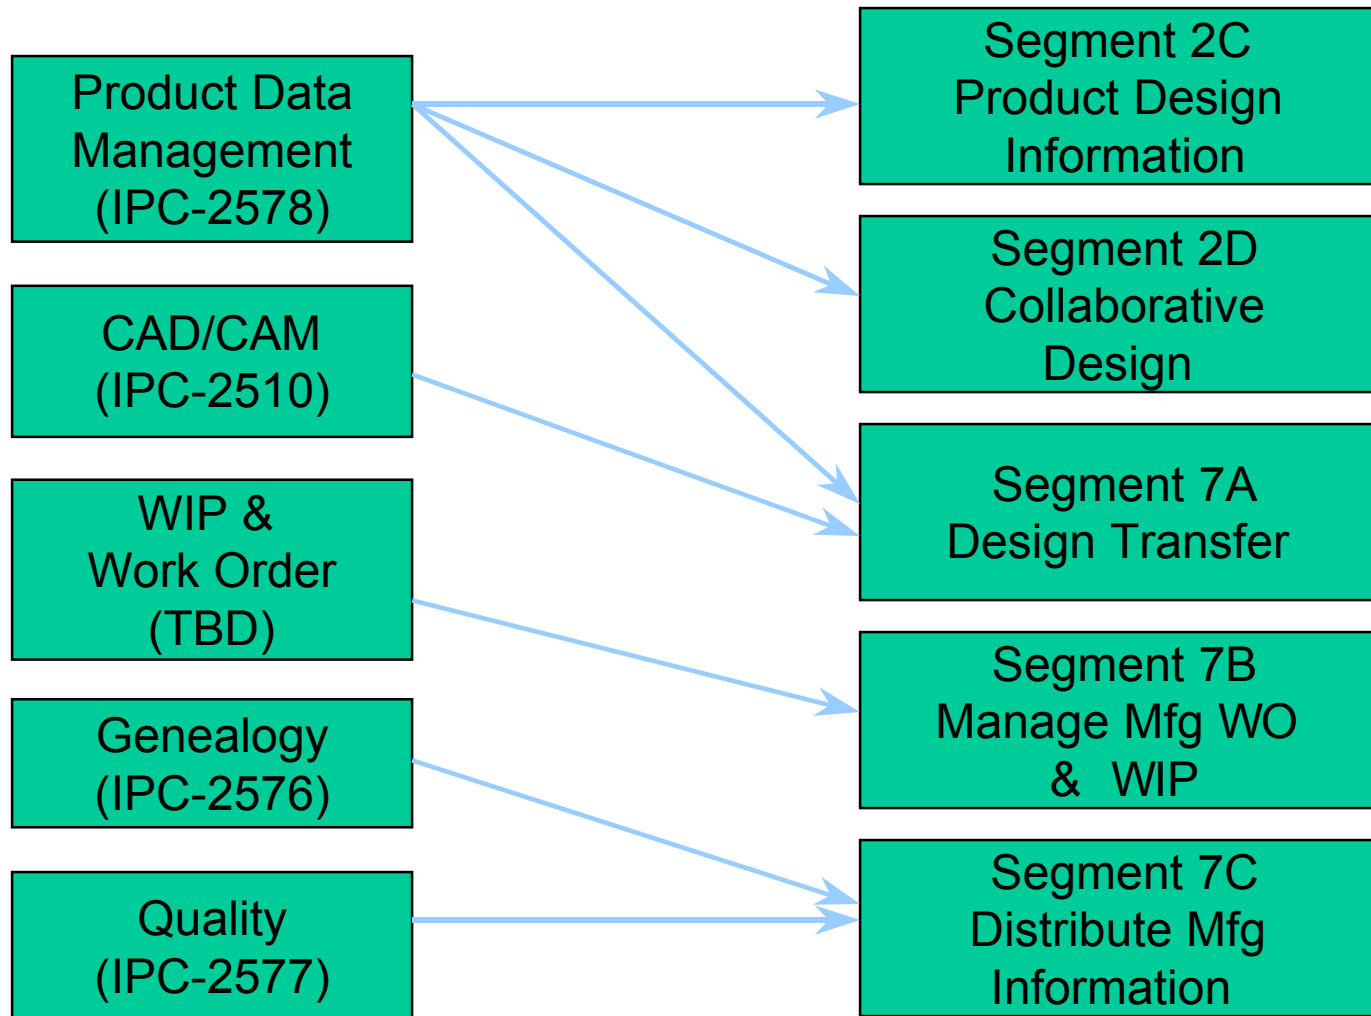 Product Data
Management
(IPC-2578)
CAD/CAM
(IPC-2510)
WIP &
Work Order
(TBD)
Genealogy
(IPC-2576)
Quality
(IPC-2577)
Segment 2C
Product Design
Information
Segment 2D
Collaborative
Design
Segment 7A
Design Transfer
Segment 7B
Manage Mfg WO
& WIP
Segment 7C
Distribute Mfg
Information